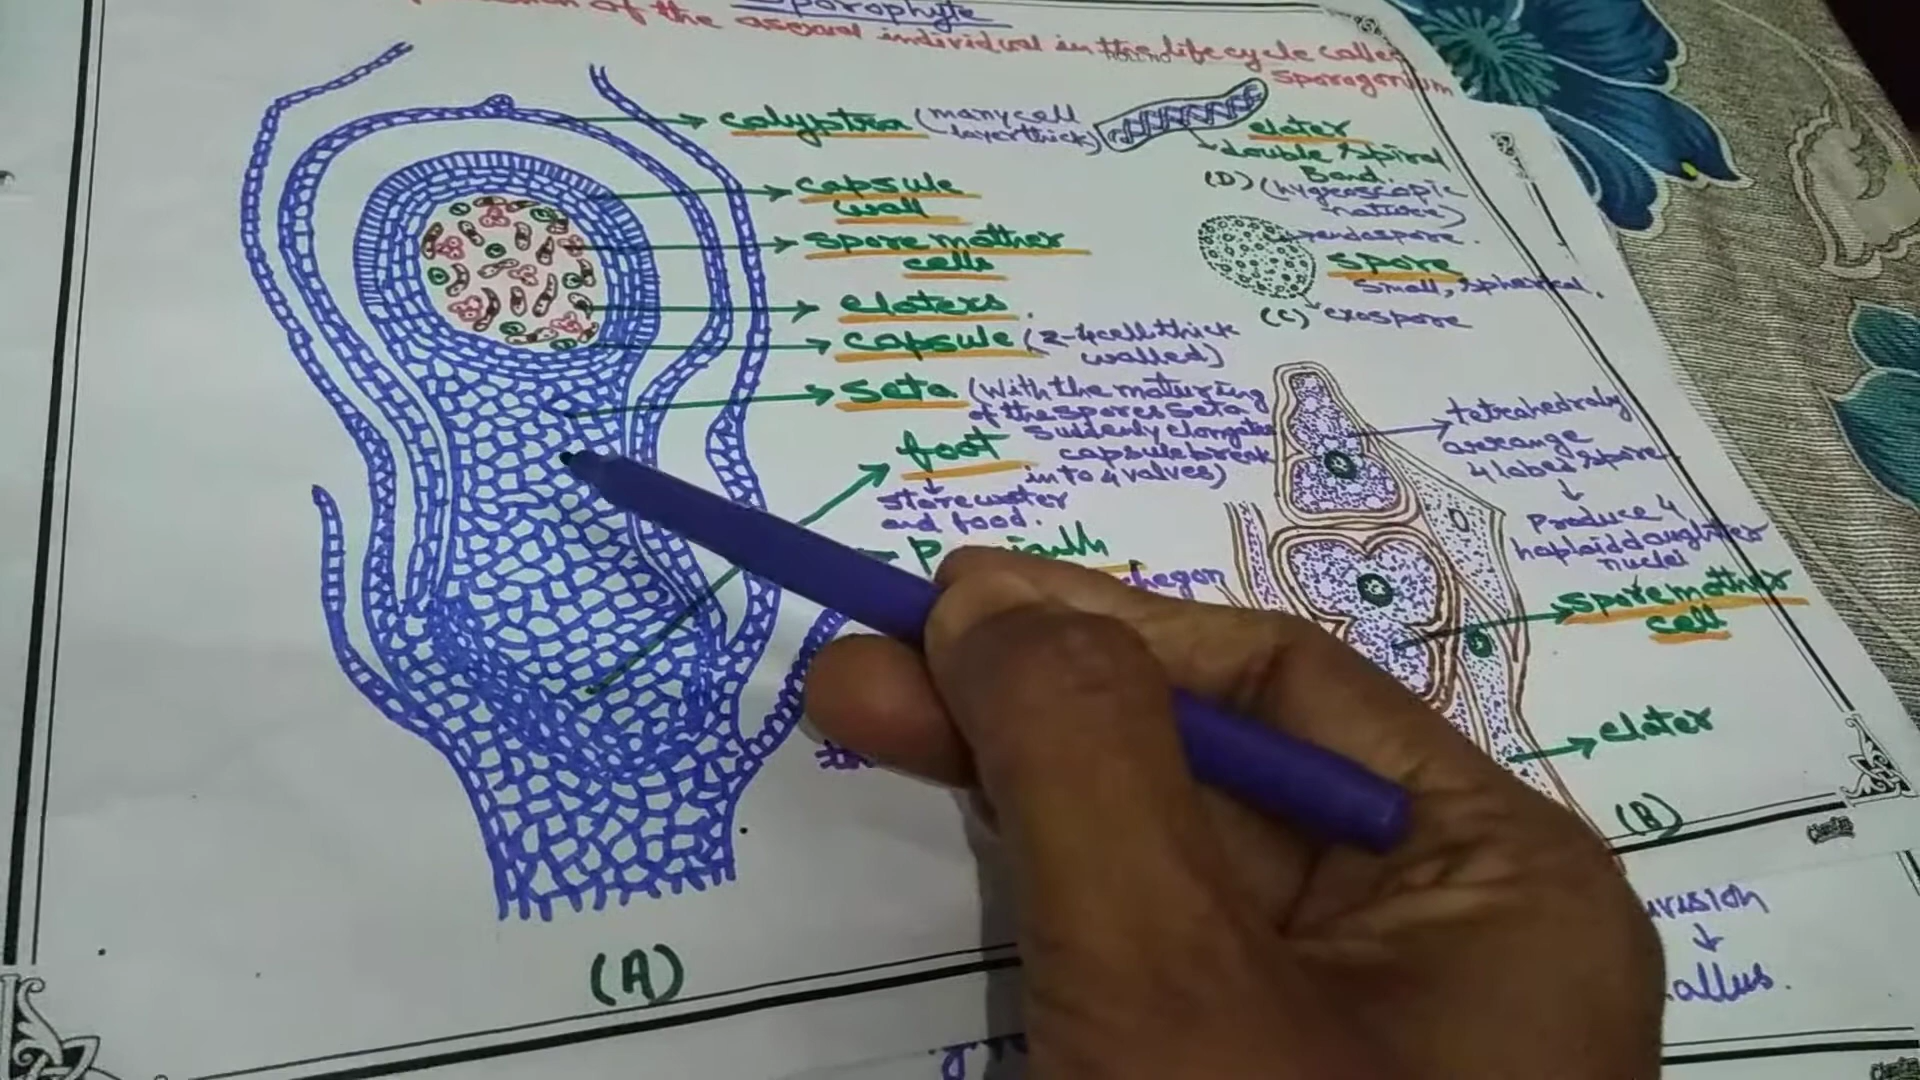 Sporophyte
of the asexual individual in the life cycle called
sporogonium
calyptra (many cell
layer thick)
capsule
wall
spore mother
cells
elaters
capsule (2-4 cell thick
walled)
seta (with the maturing
of the spores seta
suddenly elongates
capsule break
into 4 valves)
foot
store water
and food.
elater
double spiral
Band.
(D) (hygroscopic
nature)
endospore.
spore
small, spherical.
(C) exospore
tetrahedraly
arrange
4 lobed spore
Produce 4
haploid daughter
nuclei
spore mother
cell
elater
(B)
(A)